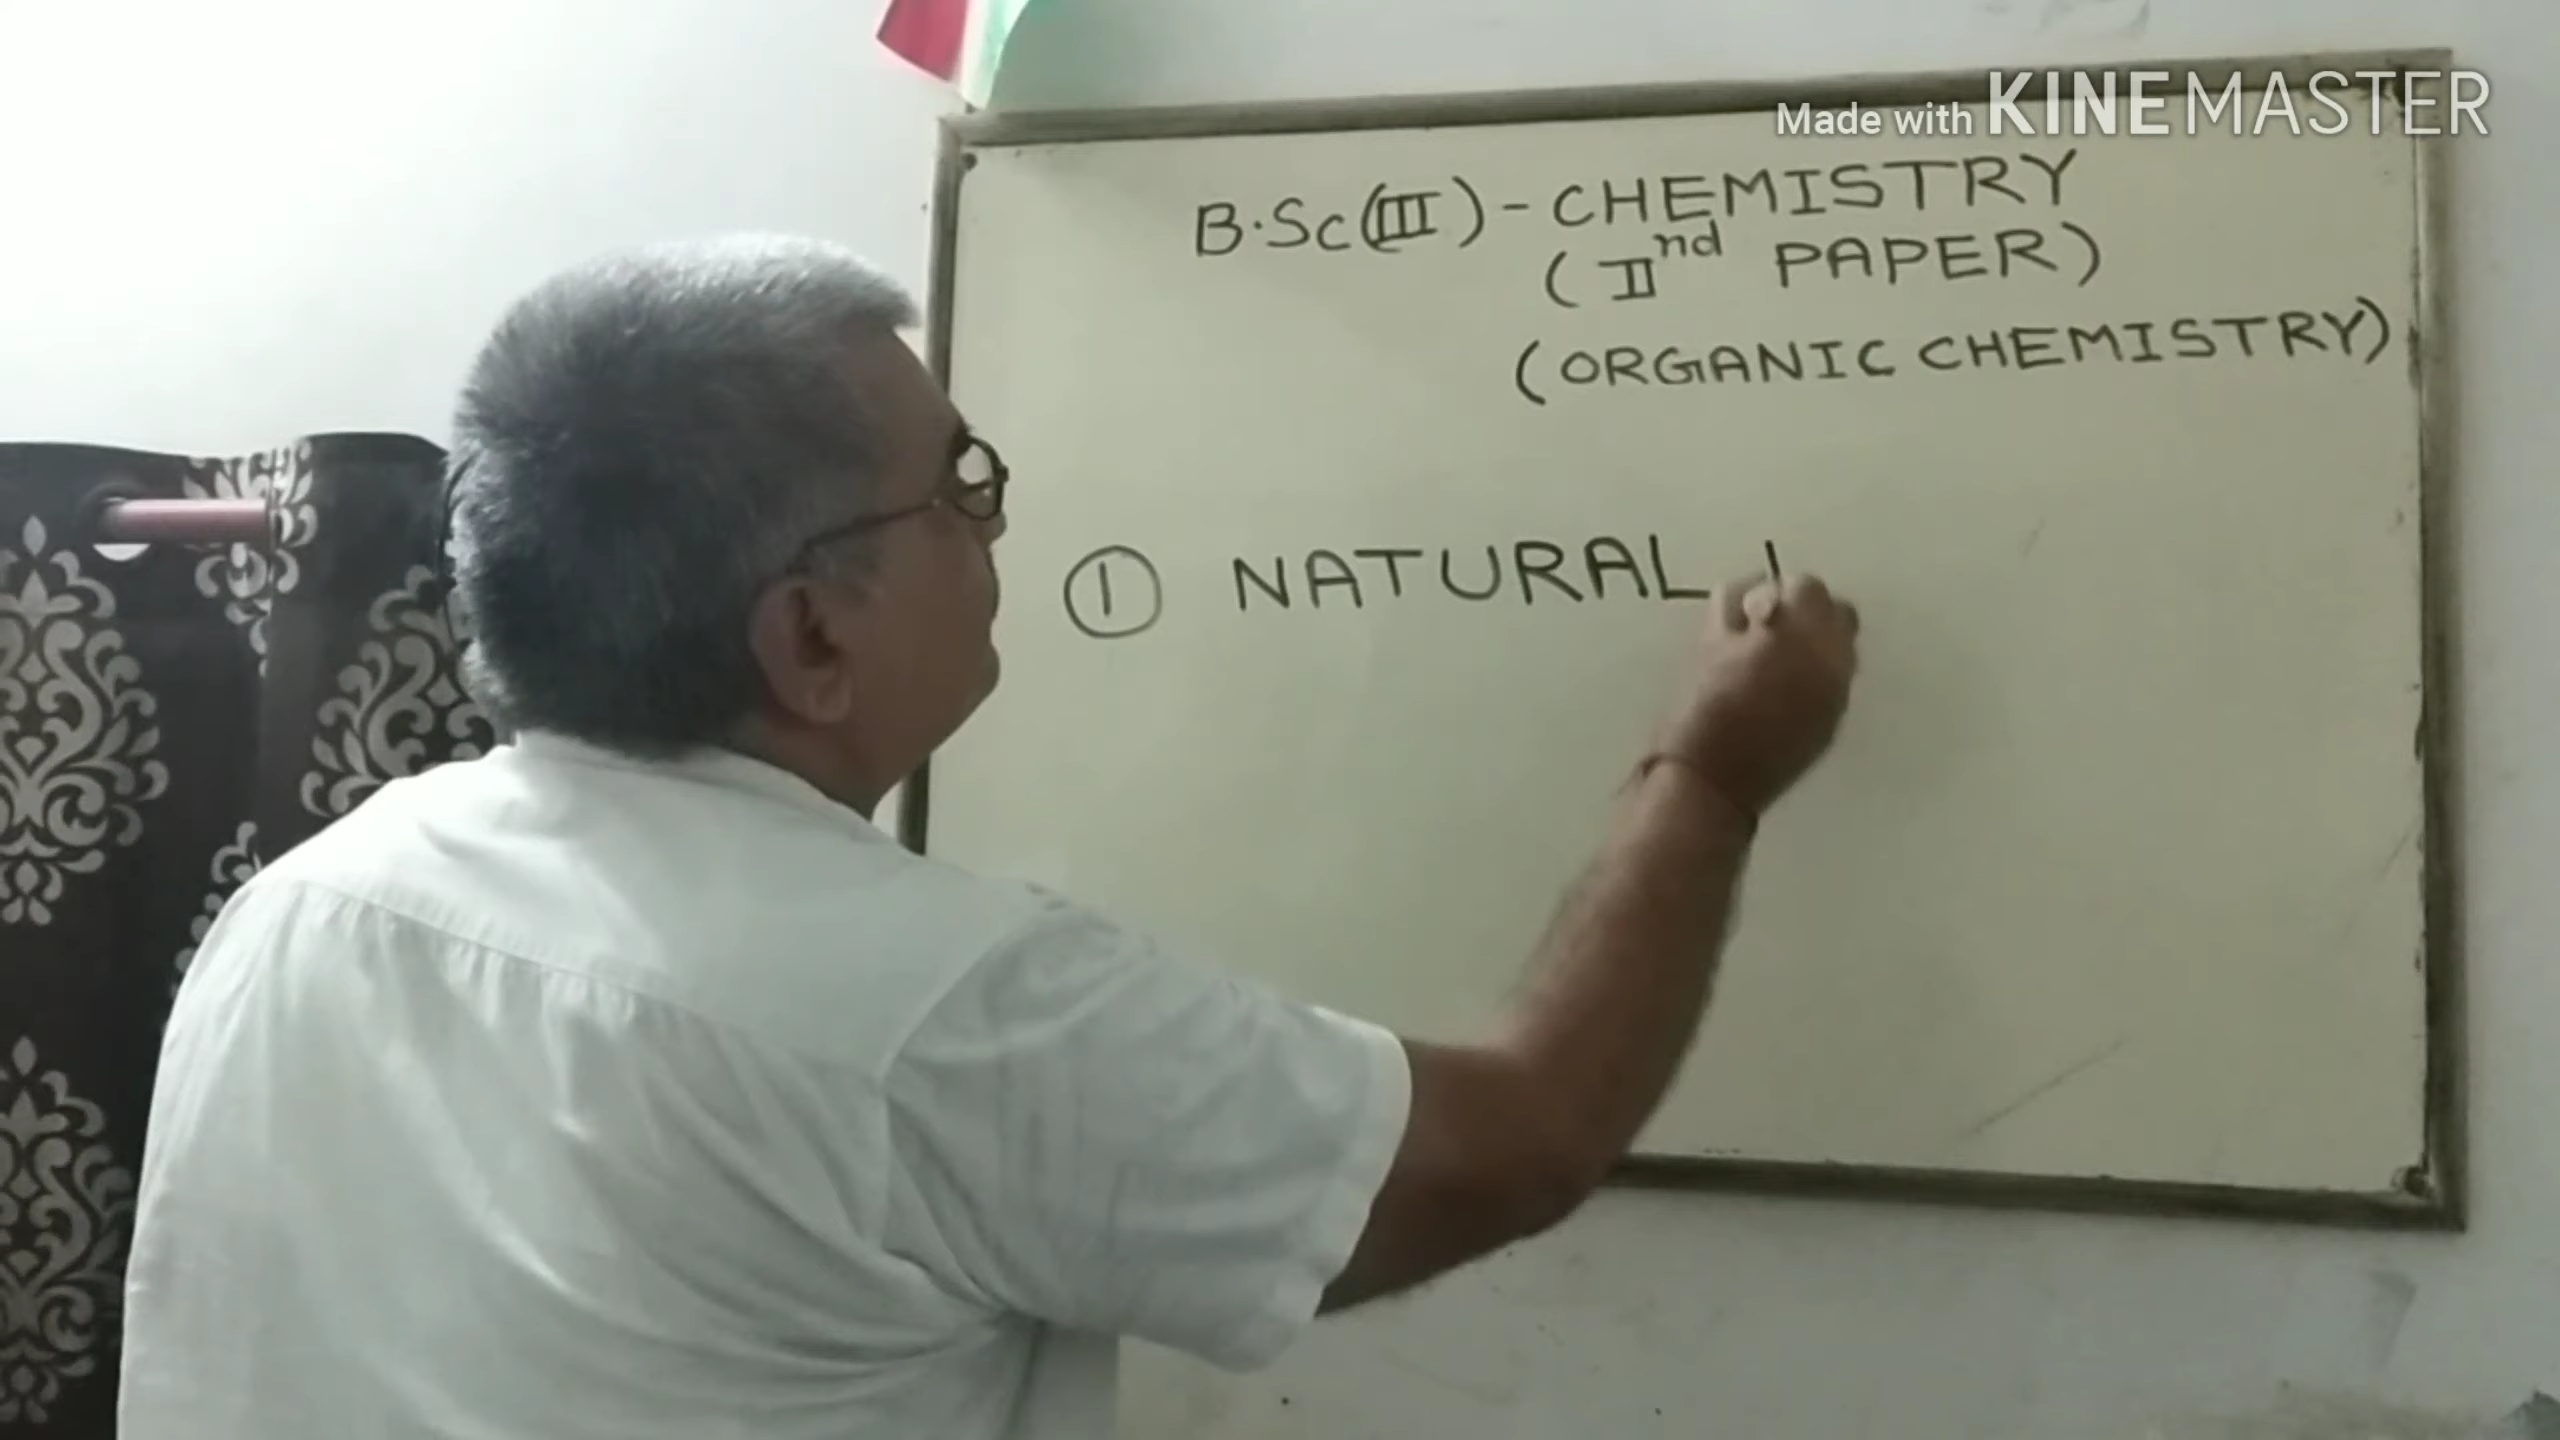 Made with KINEMASTER
B.Sc(III) - CHEMISTRY
(IInd PAPER)
(ORGANIC CHEMISTRY)
① NATURAL